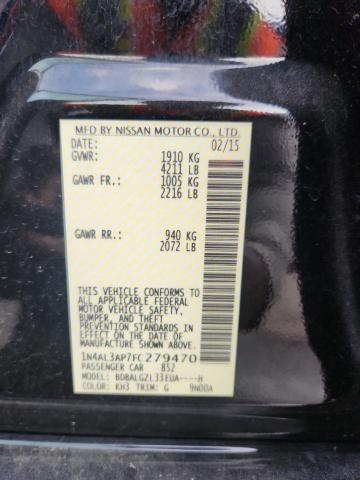 MFD BY NISSAN MOTOR CO., LTD.
DATE: 02/15
GVWR: 1910 KG
4211 LB
GAWR FR: 1005 KG
2216 LB
GAWR RR.: 940 KG
2072 LB
THIS VEHICLE CONFORMS TO
ALL APPLICABLE FEDERAL
MOTOR VEHICLE SAFETY,
BUMPER, AND THEFT
PREVENTION STANDARDS IN
EFFECT ON THE DATE OF
MANUFACTURE SHOWN ABOVE.
1N4AL3AP7FC279470
PASSENGER CAR 852
MODEL: BDBALGZL33EUA----H
COLOR: KH3 TRIM: G 9N00A